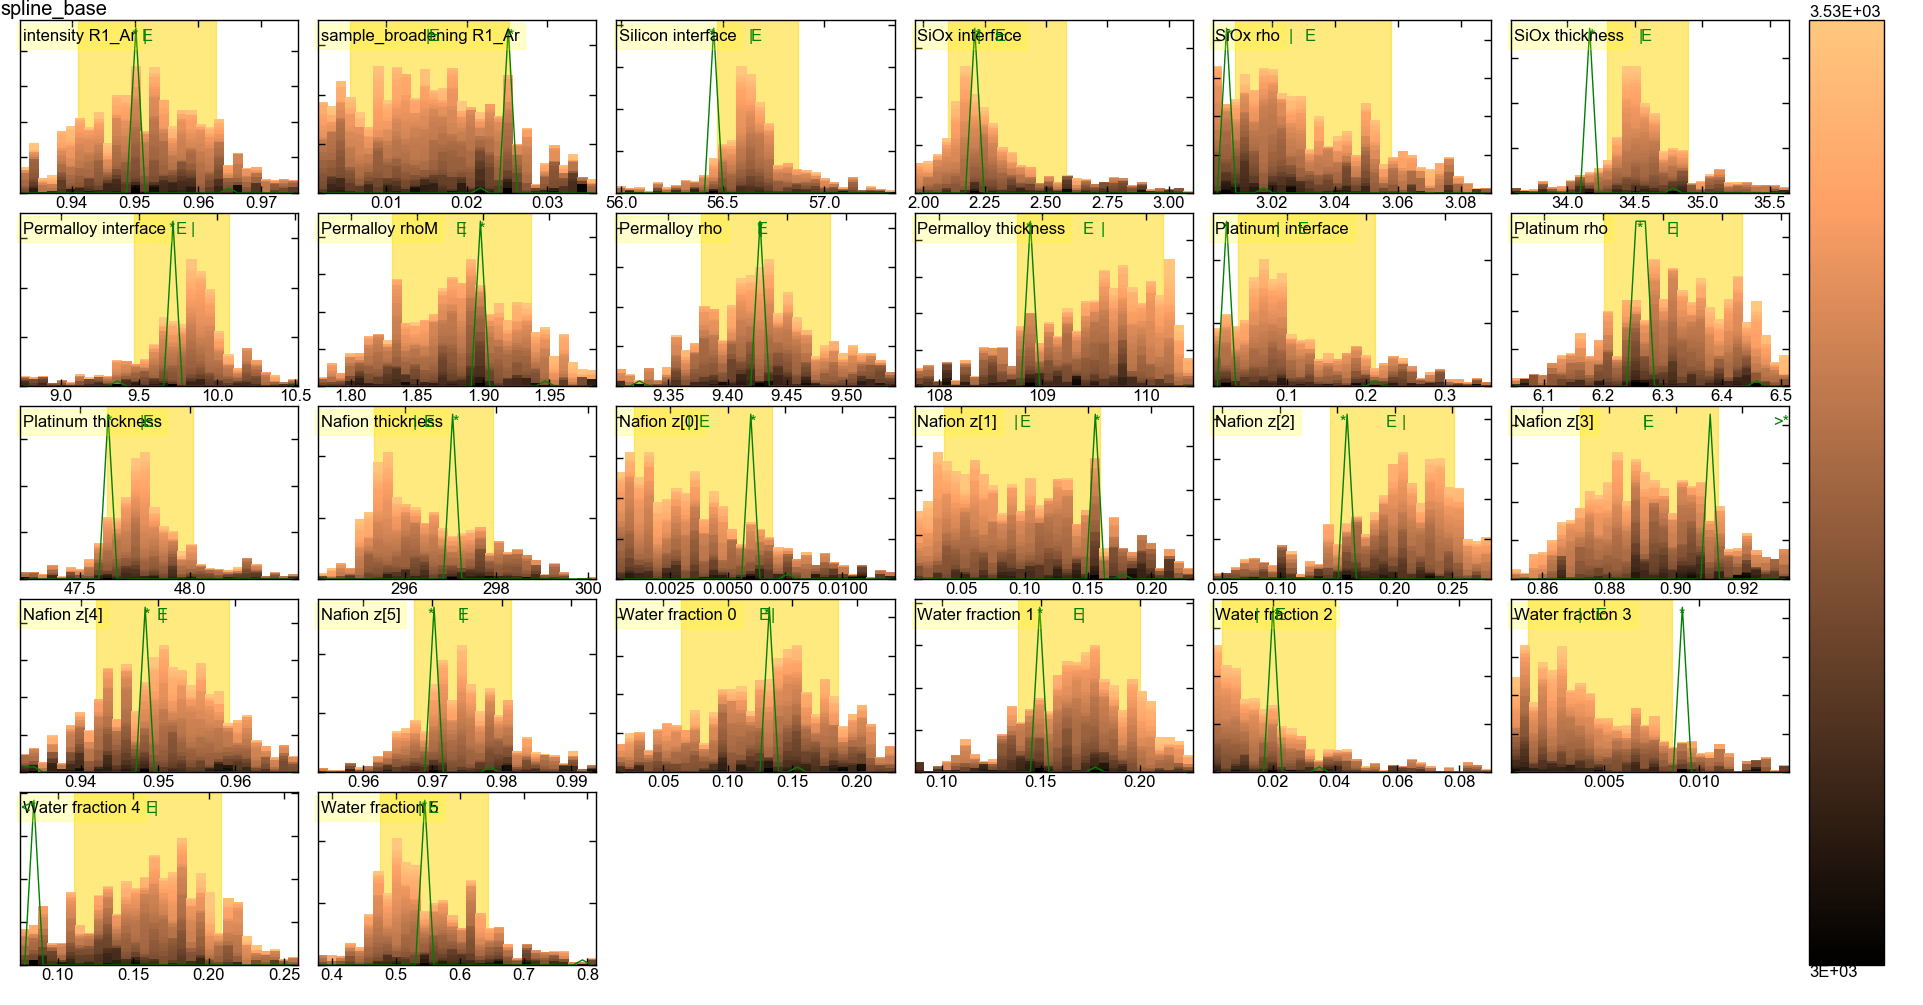 spline_base
3.53E+03
intensity R1_Ar
sample_broadening R1_Ar
Silicon interface
SiOx interface
SiOx rho
SiOx thickness
0.94 0.95 0.96 0.97
0.01 0.02 0.03
56.0 56.5 57.0
2.00 2.25 2.50 2.75 3.00
3.02 3.04 3.06 3.08
34.0 34.5 35.0 35.5
Permalloy interface
Permalloy rhoM
Permalloy rho
Permalloy thickness
Platinum interface
Platinum rho
9.0 9.5 10.0 10.5
1.80 1.85 1.90 1.95
9.35 9.40 9.45 9.50
108 109 110
0.1 0.2 0.3
6.1 6.2 6.3 6.4 6.5
Platinum thickness
Nafion thickness
Nafion z[0]
Nafion z[1]
Nafion z[2]
Nafion z[3]
47.5 48.0
296 298 300
0.0025 0.0050 0.0075 0.0100
0.05 0.10 0.15 0.20
0.05 0.10 0.15 0.20 0.25
0.86 0.88 0.90 0.92
Nafion z[4]
Nafion z[5]
Water fraction 0
Water fraction 1
Water fraction 2
Water fraction 3
0.94 0.95 0.96
0.96 0.97 0.98 0.99
0.05 0.10 0.15 0.20
0.10 0.15 0.20
0.02 0.04 0.06 0.08
0.005 0.010
Water fraction 4
Water fraction 5
0.10 0.15 0.20 0.25
0.4 0.5 0.6 0.7 0.8
3E+03